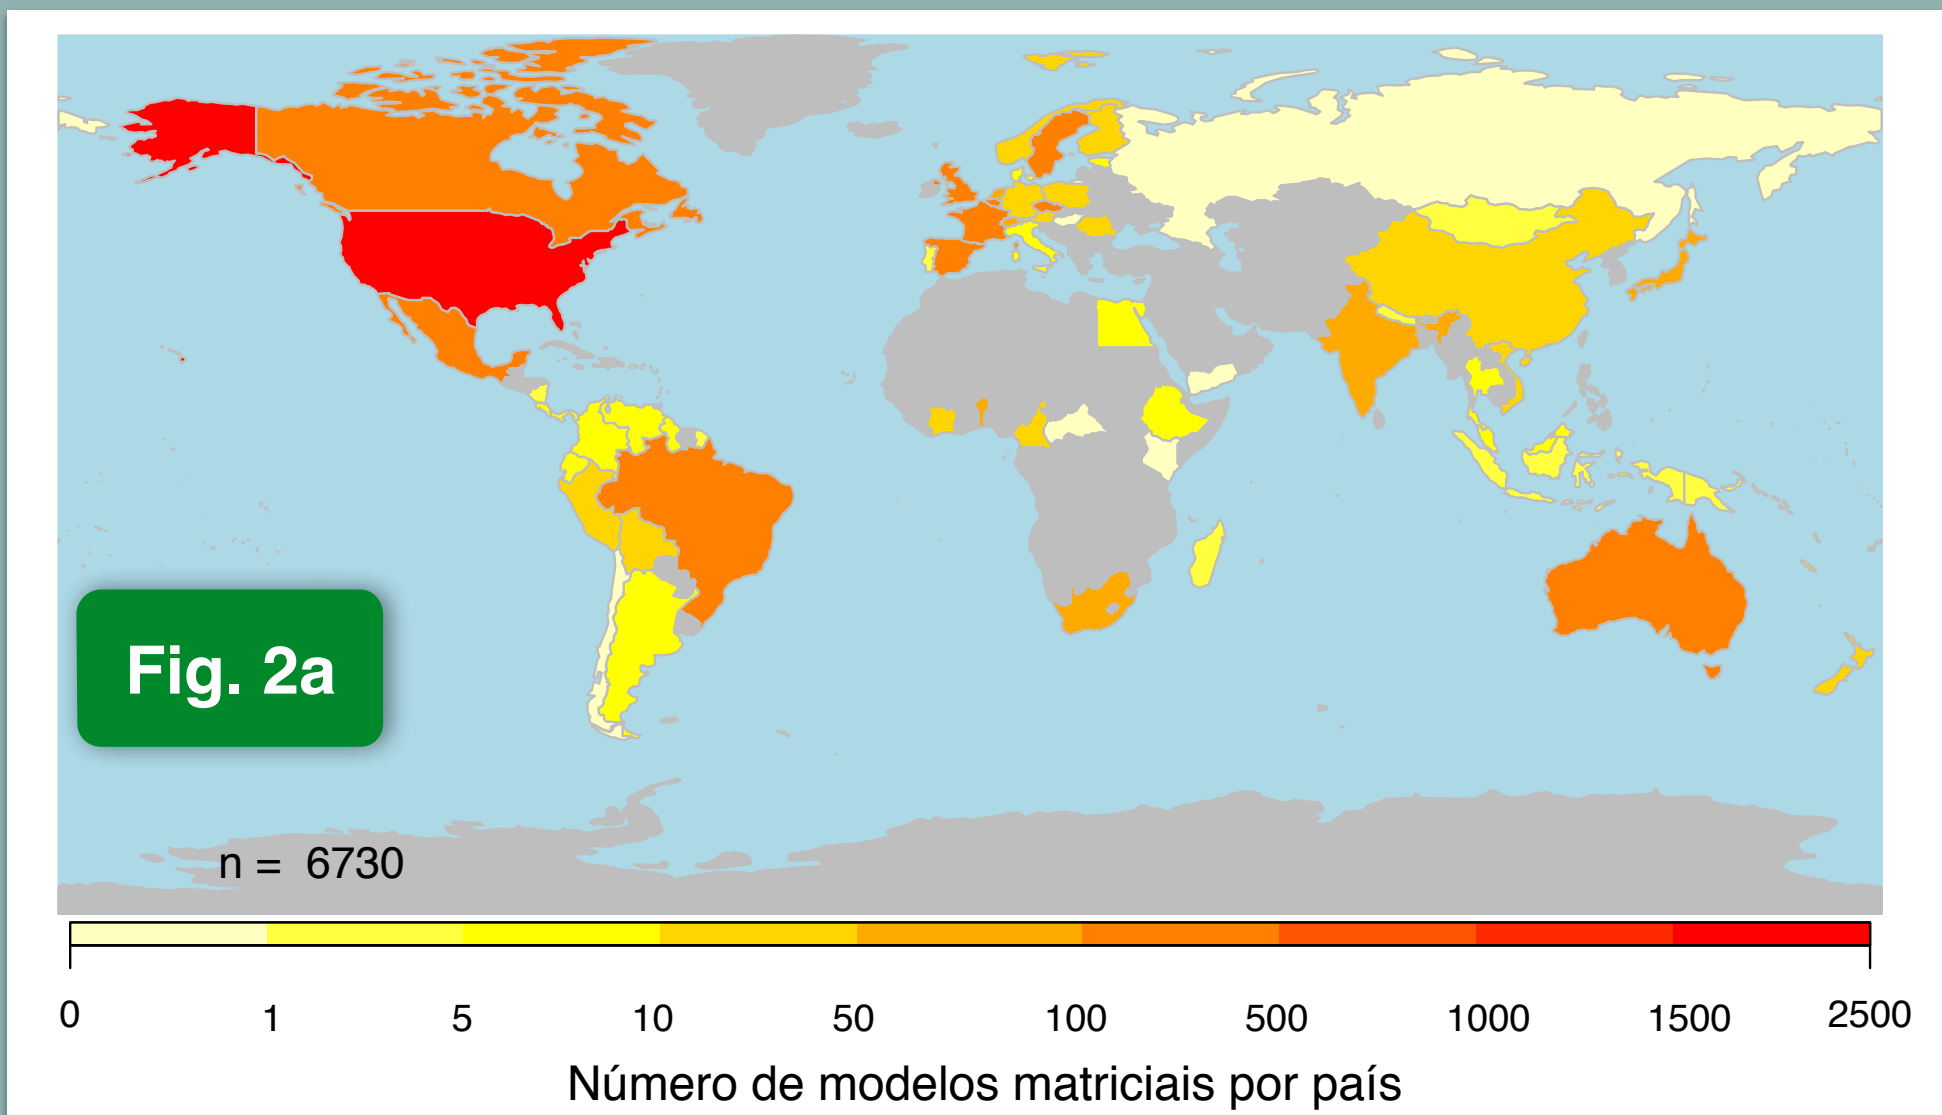 Fig. 2a
n = 6730
0 1 5 10 50 100 500 1000 1500 2500
Número de modelos matriciais por país